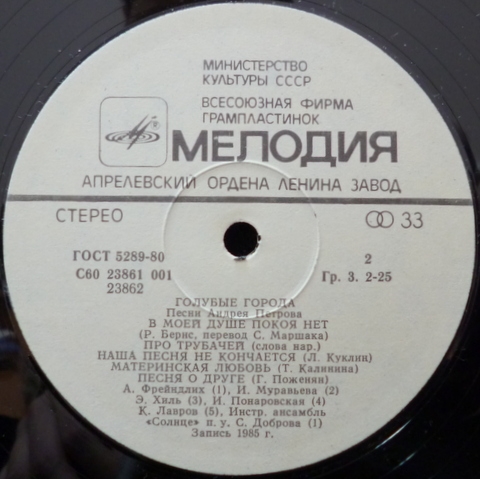 МИНИСТЕРСТВО
КУЛЬТУРЫ СССР
ВСЕСОЮЗНАЯ ФИРМА
ГРАМПЛАСТИНОК
МЕЛОДИЯ
АПРЕЛЕВСКИЙ ОРДЕНА ЛЕНИНА ЗАВОД
СТЕРЕО 33
ГОСТ 5289-80 2
С60 23861 001 Гр. 3. 2-25
23862
ГОЛУБЫЕ ГОРОДА
Песни Андрея Петрова
В МОЕЙ ДУШЕ ПОКОЯ НЕТ
(Р. Бернс, перевод С. Маршака)
ПРО ТРУБАЧЕЙ (слова нар.)
НАША ПЕСНЯ НЕ КОНЧАЕТСЯ (Л. Куклин)
МАТЕРИНСКАЯ ЛЮБОВЬ (Т. Калинина)
ПЕСНЯ О ДРУГЕ (Г. Поженян)
А. Фрейндлих (1), И. Муравьева (2)
Э. Хиль (3), И. Понаровская (4)
К. Лавров (5), Инстр. ансамбль
«Солнце» п. у. С. Доброва (1)
Запись 1985 г.